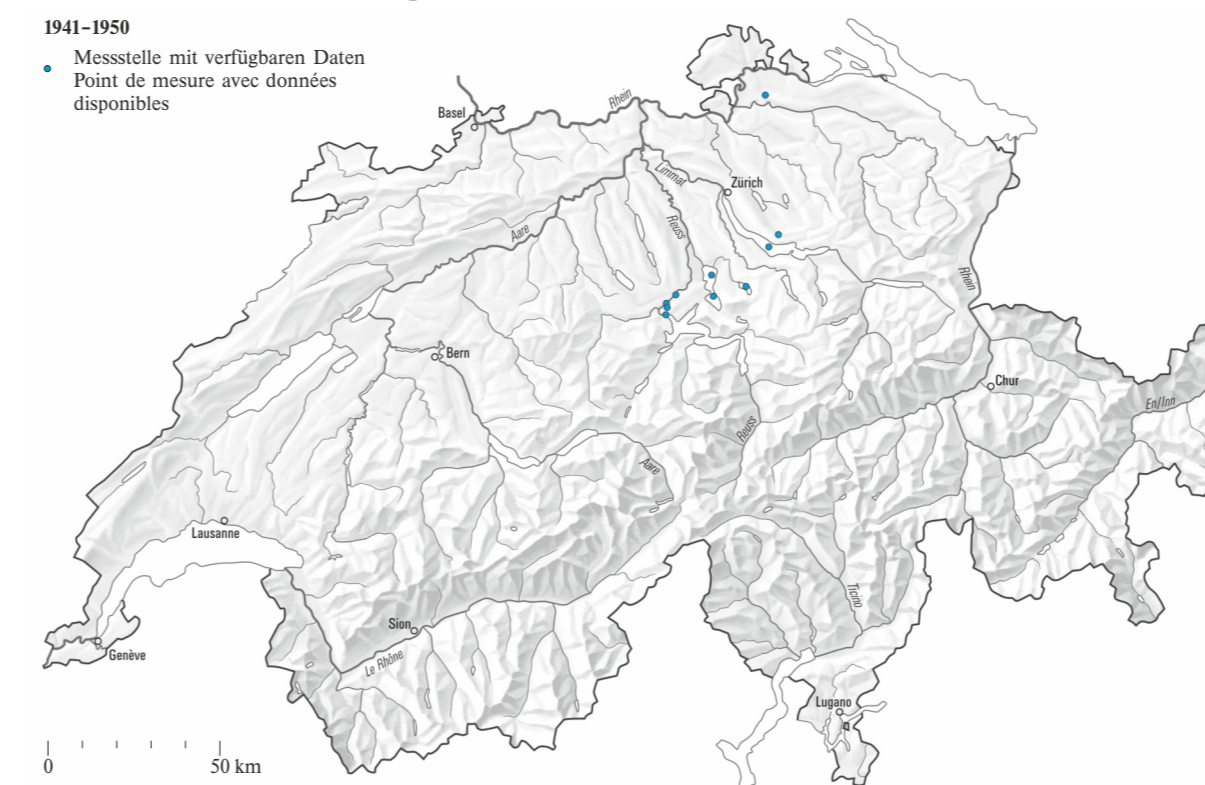 1941–1950
Messstelle mit verfügbaren Daten
Point de mesure avec données
disponibles
Basel
Rhein
Limmat
Zürich
Reuss
Aare
Rhein
Bern
Chur
En/Inn
Reuss
Aare
Lausanne
Ticino
Sion
Genève
Le Rhône
Lugano
0
50 km